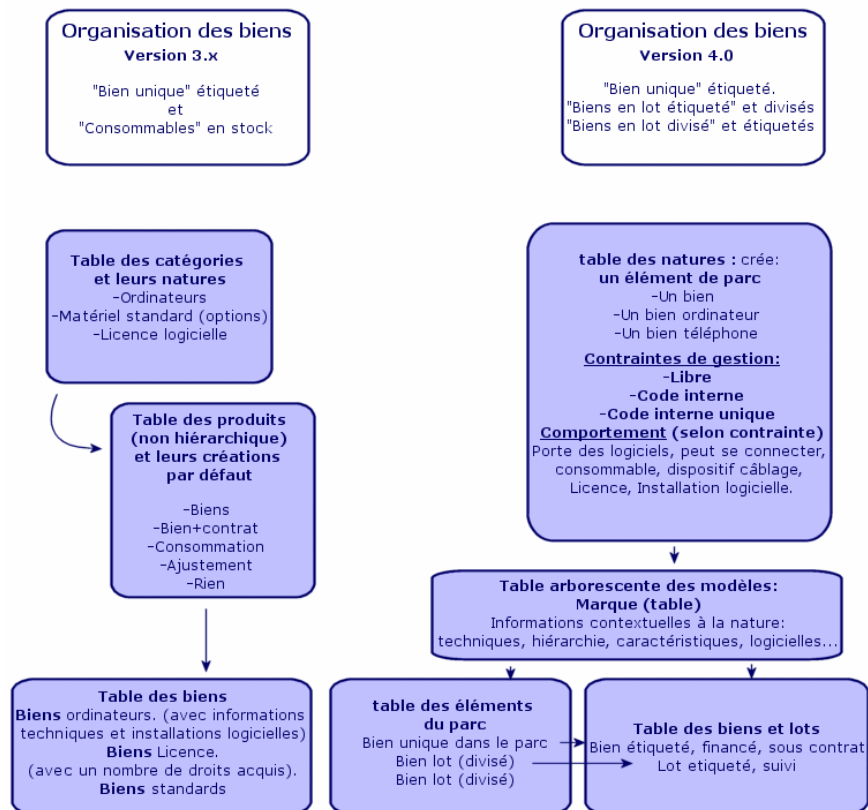 Organisation des biens
Version 3.x
"Bien unique" étiqueté
et
"Consommables" en stock
Organisation des biens
Version 4.0
"Bien unique" étiqueté.
"Biens en lot étiqueté" et divisés
"Biens en lot divisé" et étiquetés
Table des catégories
et leurs natures
-Ordinateurs
-Matériel standard (options)
-Licence logicielle
Table des produits
(non hiérarchique)
et leurs créations
par défaut
-Biens
-Bien+contrat
-Consommation
-Ajustement
-Rien
Table des biens
Biens ordinateurs. (avec informations
techniques et installations logicielles)
Biens Licence.
(avec un nombre de droits acquis).
Biens standards
table des natures : crée:
un élément de parc
-Un bien
-Un bien ordinateur
-Un bien téléphone
Contraintes de gestion:
-Libre
-Code interne
-Code interne unique
Comportement (selon contrainte)
Porte des logiciels, peut se connecter,
consommable, dispositif câblage,
Licence, Installation logicielle.
Table arborescente des modèles:
Marque (table)
Informations contextuelles à la nature:
techniques, hiérarchie, caractéristiques, logicielles...
table des éléments
du parc
Bien unique dans le parc
Bien lot (divisé)
Bien lot (divisé)
Table des biens et lots
Bien étiqueté, financé, sous contrat
Lot etiqueté, suivi